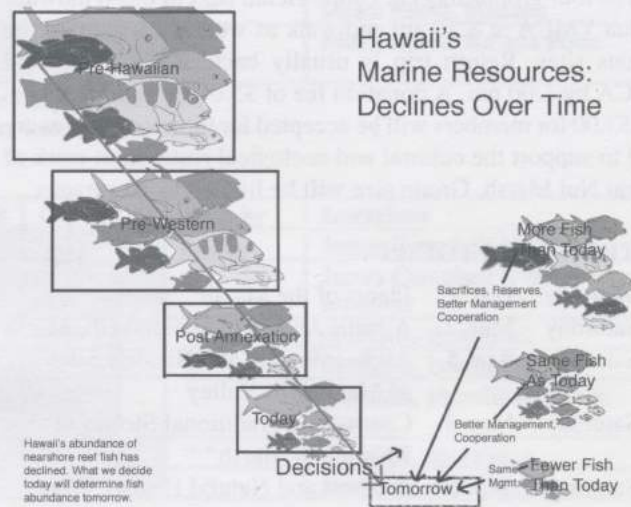 Hawaii's
Marine Resources:
Declines Over Time
Pre-Hawaiian
Pre-Western
Post Annexation
Today
Hawaii's abundance of
nearshore reef fish has
declined. What we decide
today will determine fish
abundance tomorrow.
Decisions
Tomorrow
More Fish
Than Today
Sacrifices, Reserves,
Better Management
Cooperation
Same Fish
As Today
Better Management,
Cooperation
Same
Mgmt.
Fewer Fish
Than Today